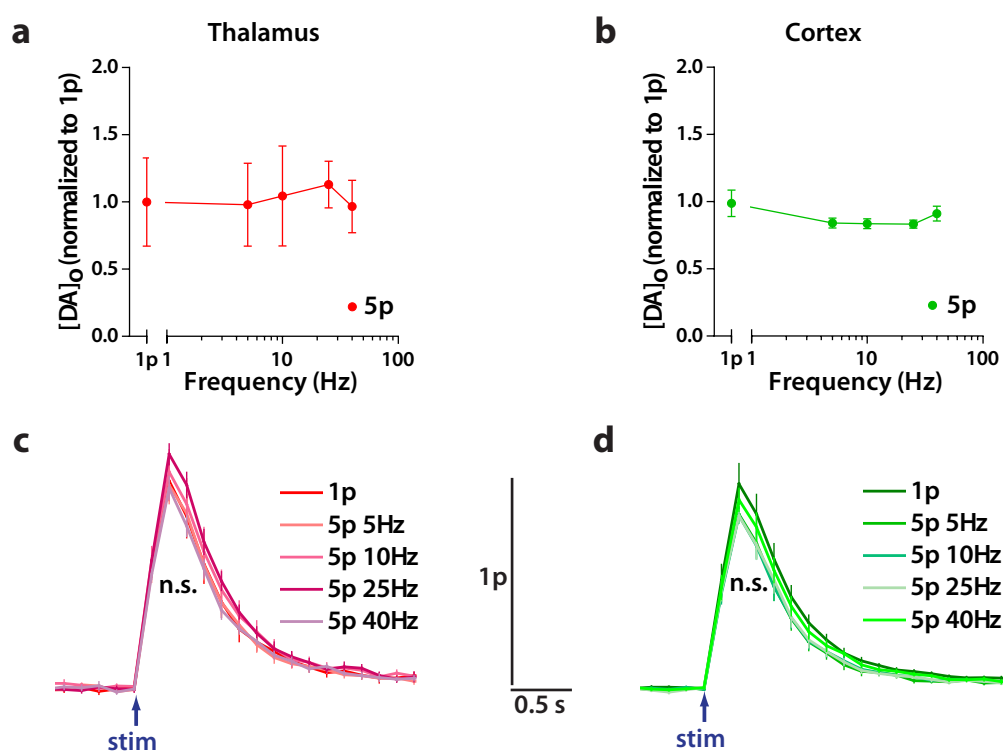 a
Thalamus
[DA]O (normalized to 1p)
2.0
1.5
1.0
0.5
0.0
5p
1p 1 10 100
Frequency (Hz)
b
Cortex
[DA]O (normalized to 1p)
2.0
1.5
1.0
0.5
0.0
5p
1p 1 10 100
Frequency (Hz)
c
1p
5p 5Hz
5p 10Hz
5p 25Hz
5p 40Hz
n.s.
stim
1p
0.5 s
d
1p
5p 5Hz
5p 10Hz
5p 25Hz
5p 40Hz
n.s.
stim